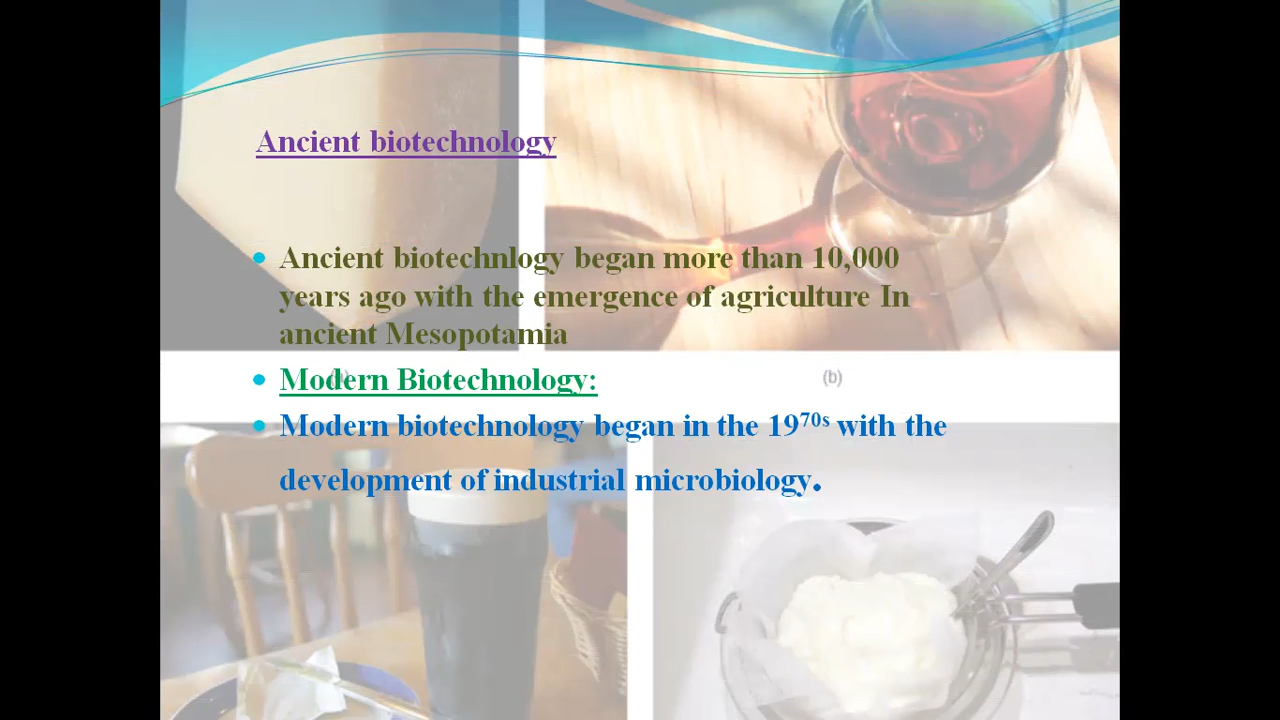 Ancient biotechnology
Ancient biotechnlogy began more than 10,000
years ago with the emergence of agriculture In
ancient Mesopotamia
Modern Biotechnology:
(a)
(b)
Modern biotechnology began in the 1970s with the
development of industrial microbiology.